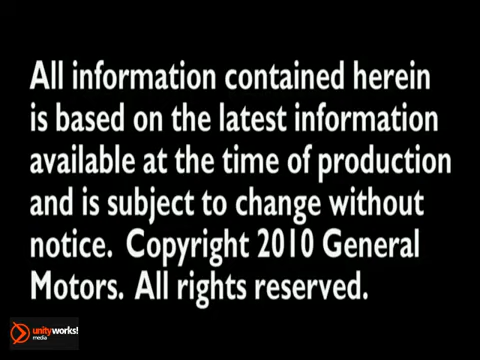 All information contained herein
is based on the latest information
available at the time of production
and is subject to change without
notice. Copyright 2010 General
Motors. All rights reserved.
unityworks!
media